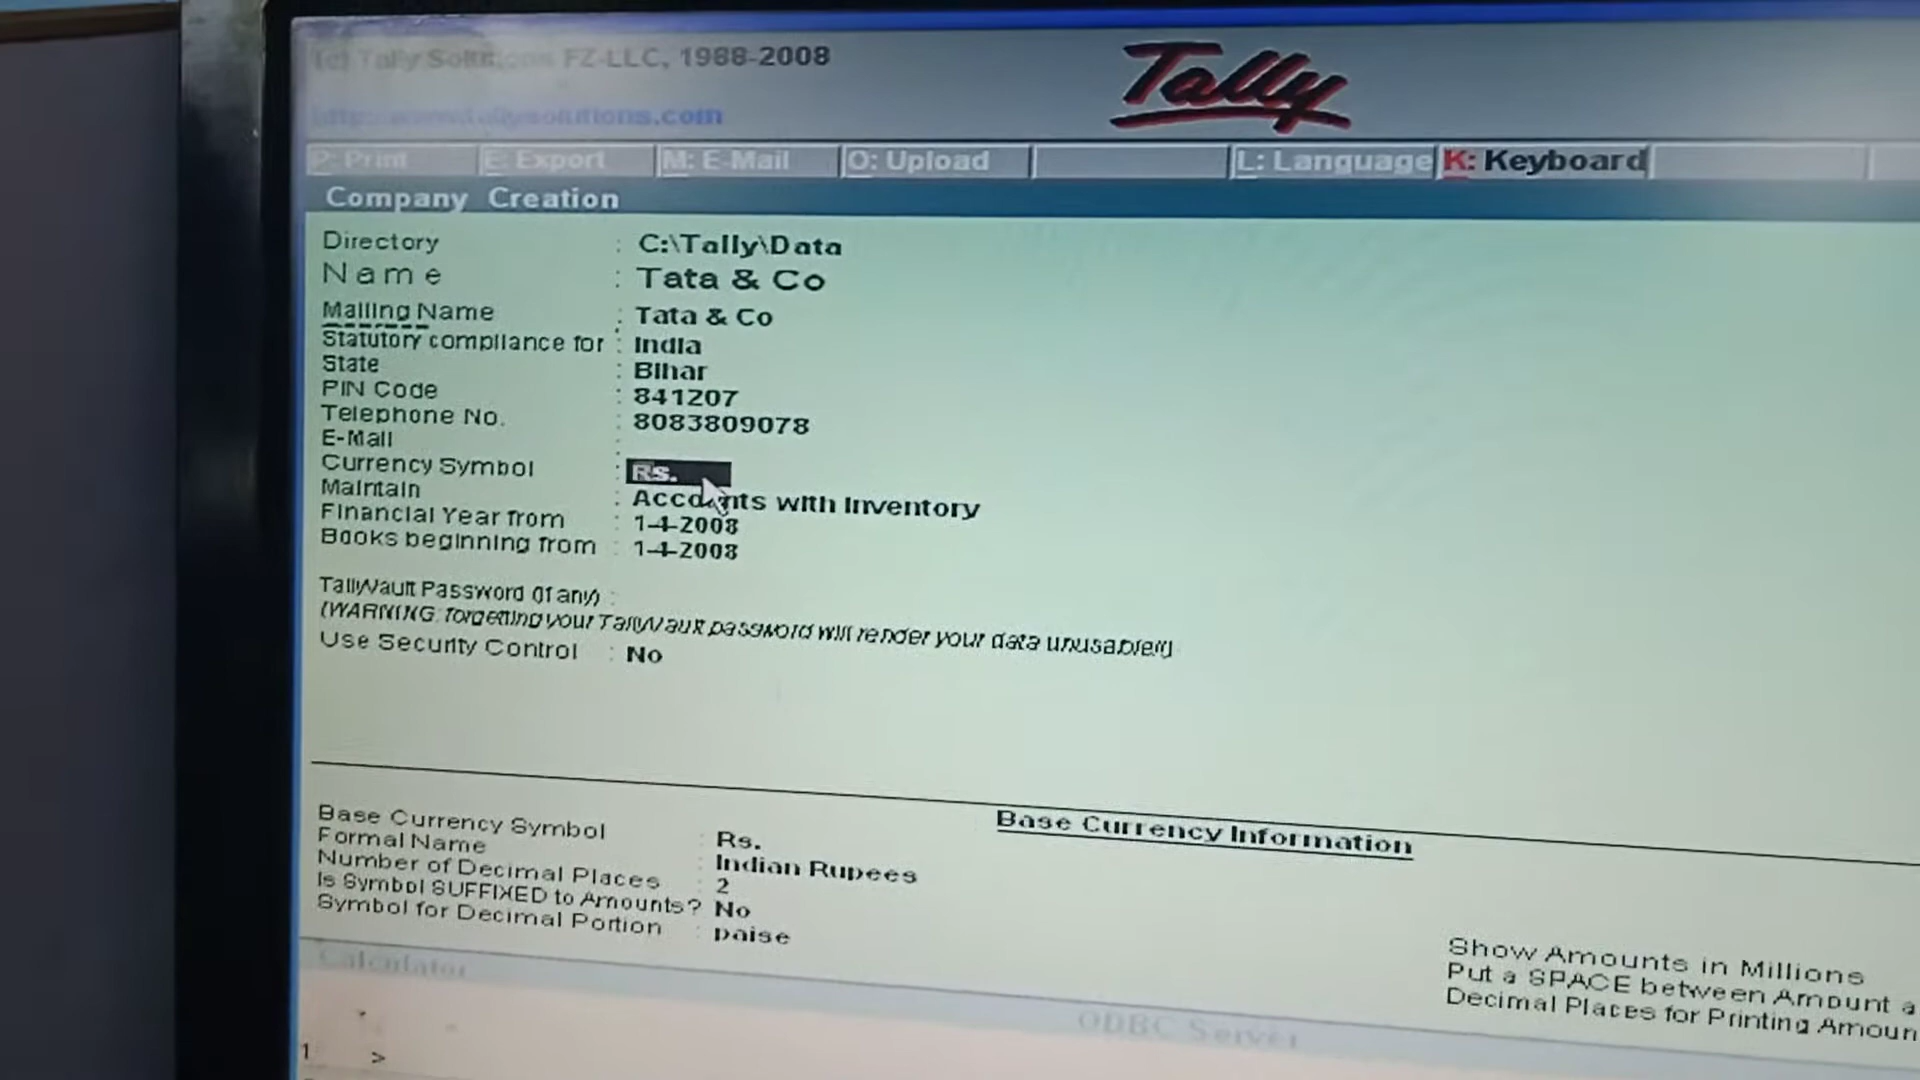 (c) Tally Solutions FZ-LLC, 1988-2008
Tally
http://www.tallysolutions.com
P: Print E: Export M: E-Mail O: Upload L: Language K: Keyboard
Company Creation
Directory : C:\Tally\Data
Name : Tata & Co
Mailing Name : Tata & Co
Statutory compliance for : India
State : Bihar
PIN Code : 841207
Telephone No. : 8083809078
E-Mail :
Currency Symbol : Rs.
Maintain : Accounts with Inventory
Financial Year from : 1-4-2008
Books beginning from : 1-4-2008
TallyVault Password (if any) :
(WARNING: forgetting your TallyVault password will render your data unusable!!)
Use Security Control : No
Base Currency Information
Base Currency Symbol : Rs.
Formal Name : Indian Rupees
Number of Decimal Places : 2
Is Symbol SUFFIXED to Amounts? No
Symbol for Decimal Portion : paise
Show Amounts in Millions
Put a SPACE between Amount a
Decimal Places for Printing Amoun
Calculator
ODBC Server
1 >